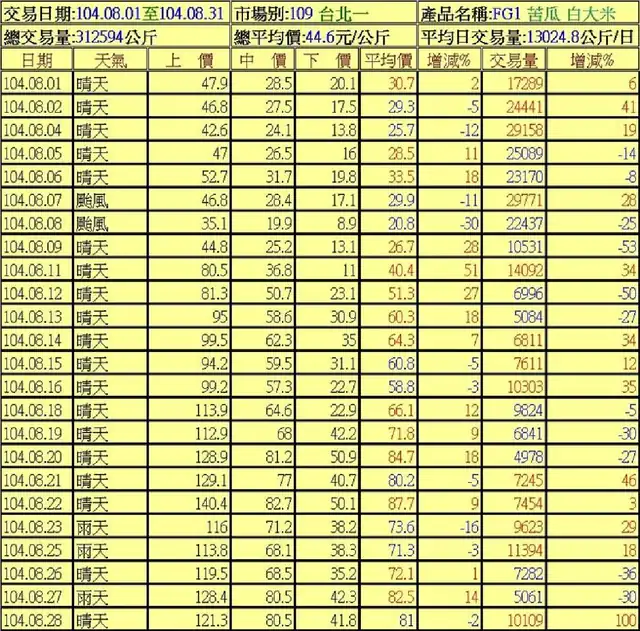 交易日期:104.08.01至104.08.31 市場別:109 台北一 產品名稱:FG1 苦瓜 白大米
總交易量:312594公斤 總平均價:44.6元/公斤 平均日交易量:13024.8公斤/日
日期 天氣 上 價 中 價 下 價 平均價 增減% 交易量 增減%
104.08.01 晴天 47.9 28.5 20.1 30.7 2 17289 6
104.08.02 晴天 46.8 27.5 17.5 29.3 -5 24441 41
104.08.04 晴天 42.6 24.1 13.8 25.7 -12 29158 19
104.08.05 晴天 47 26.5 16 28.5 11 25089 -14
104.08.06 晴天 52.7 31.7 19.8 33.5 18 23170 -8
104.08.07 颱風 46.8 28.4 17.1 29.9 -11 29771 28
104.08.08 颱風 35.1 19.9 8.9 20.8 -30 22437 -25
104.08.09 晴天 44.8 25.2 13.1 26.7 28 10531 -53
104.08.11 晴天 80.5 36.8 11 40.4 51 14092 34
104.08.12 晴天 81.3 50.7 23.1 51.3 27 6996 -50
104.08.13 晴天 95 58.6 30.9 60.3 18 5084 -27
104.08.14 晴天 99.5 62.3 35 64.3 7 6811 34
104.08.15 晴天 94.2 59.5 31.1 60.8 -5 7611 12
104.08.16 晴天 99.2 57.3 22.7 58.8 -3 10303 35
104.08.18 晴天 113.9 64.6 22.9 66.1 12 9824 -5
104.08.19 晴天 112.9 68 42.2 71.8 9 6841 -30
104.08.20 晴天 128.9 81.2 50.9 84.7 18 4978 -27
104.08.21 晴天 129.1 77 40.7 80.2 -5 7245 46
104.08.22 晴天 140.4 82.7 50.1 87.7 9 7454 3
104.08.23 雨天 116 71.2 38.2 73.6 -16 9623 29
104.08.25 雨天 113.8 68.1 38.3 71.3 -3 11394 18
104.08.26 晴天 119.5 68.5 35.2 72.1 1 7282 -36
104.08.27 雨天 128.4 80.5 42.3 82.5 14 5061 -30
104.08.28 晴天 121.3 80.5 41.8 81 -2 10109 100